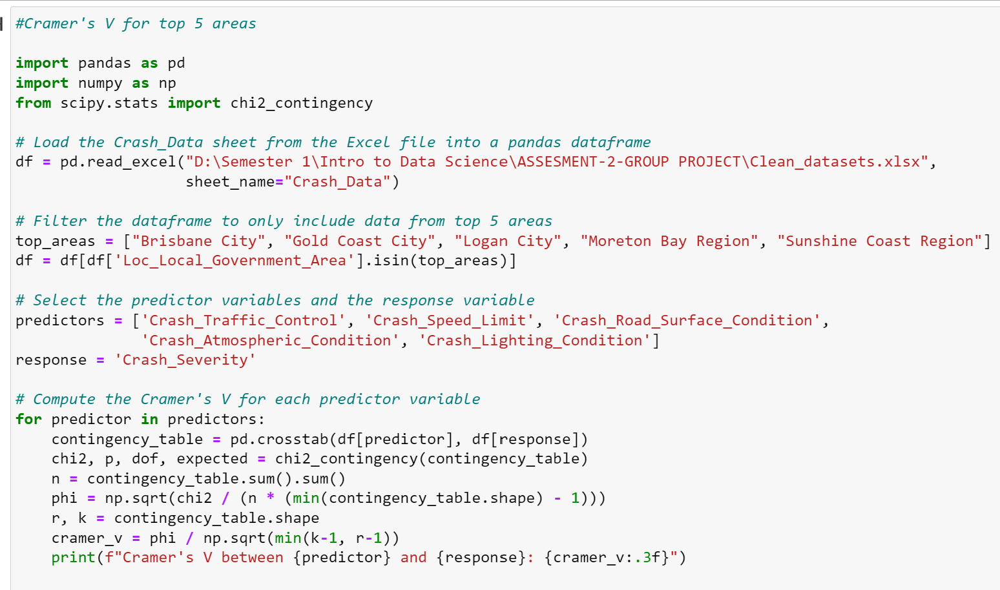 #Cramer's V for top 5 areas
import pandas as pd
import numpy as np
from scipy.stats import chi2_contingency
# Load the Crash_Data sheet from the Excel file into a pandas dataframe
df = pd.read_excel("D:\Semester 1\Intro to Data Science\ASSESMENT-2-GROUP PROJECT\Clean_datasets.xlsx",
                   sheet_name="Crash_Data")
# Filter the dataframe to only include data from top 5 areas
top_areas = ["Brisbane City", "Gold Coast City", "Logan City", "Moreton Bay Region", "Sunshine Coast Region"]
df = df[df['Loc_Local_Government_Area'].isin(top_areas)]
# Select the predictor variables and the response variable
predictors = ['Crash_Traffic_Control', 'Crash_Speed_Limit', 'Crash_Road_Surface_Condition',
              'Crash_Atmospheric_Condition', 'Crash_Lighting_Condition']
response = 'Crash_Severity'
# Compute the Cramer's V for each predictor variable
for predictor in predictors:
    contingency_table = pd.crosstab(df[predictor], df[response])
    chi2, p, dof, expected = chi2_contingency(contingency_table)
    n = contingency_table.sum().sum()
    phi = np.sqrt(chi2 / (n * (min(contingency_table.shape) - 1)))
    r, k = contingency_table.shape
    cramer_v = phi / np.sqrt(min(k-1, r-1))
    print(f"Cramer's V between {predictor} and {response}: {cramer_v:.3f}")